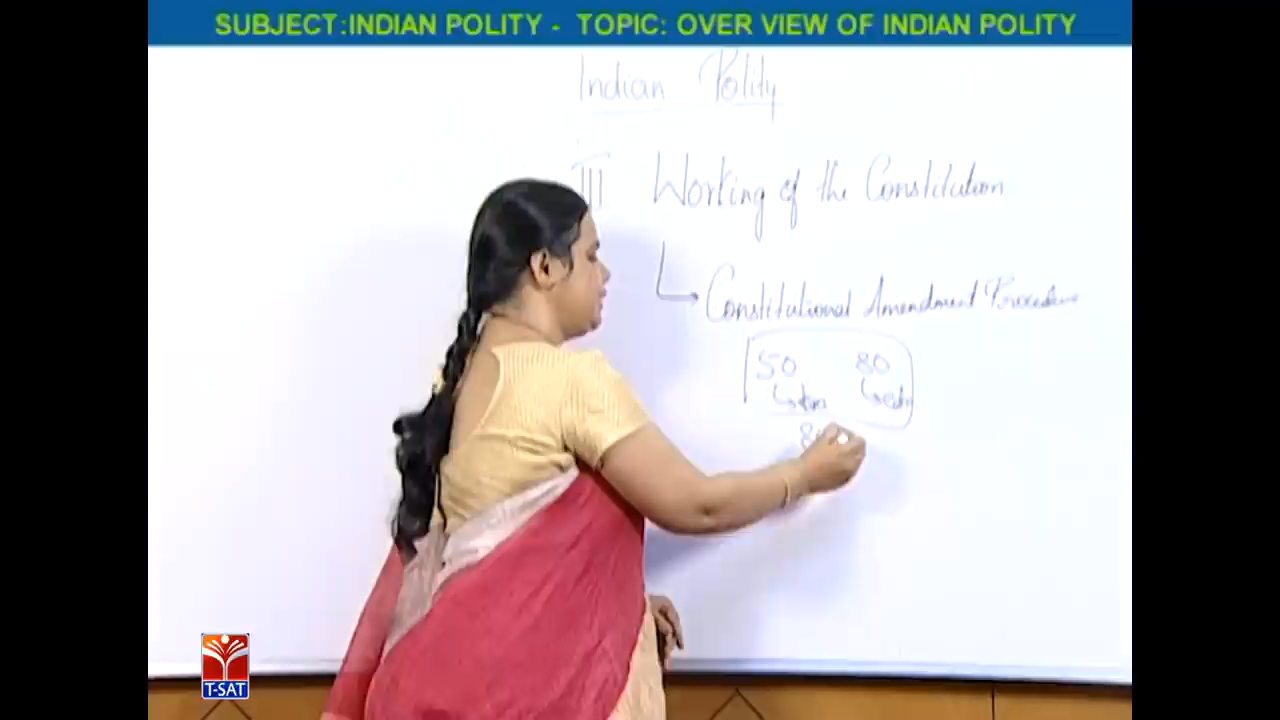 SUBJECT:INDIAN POLITY - TOPIC: OVER VIEW OF INDIAN POLITY
Indian Polity
III Working of the Constitution
Constitutional Amendment Procedure
50 80
T-SAT